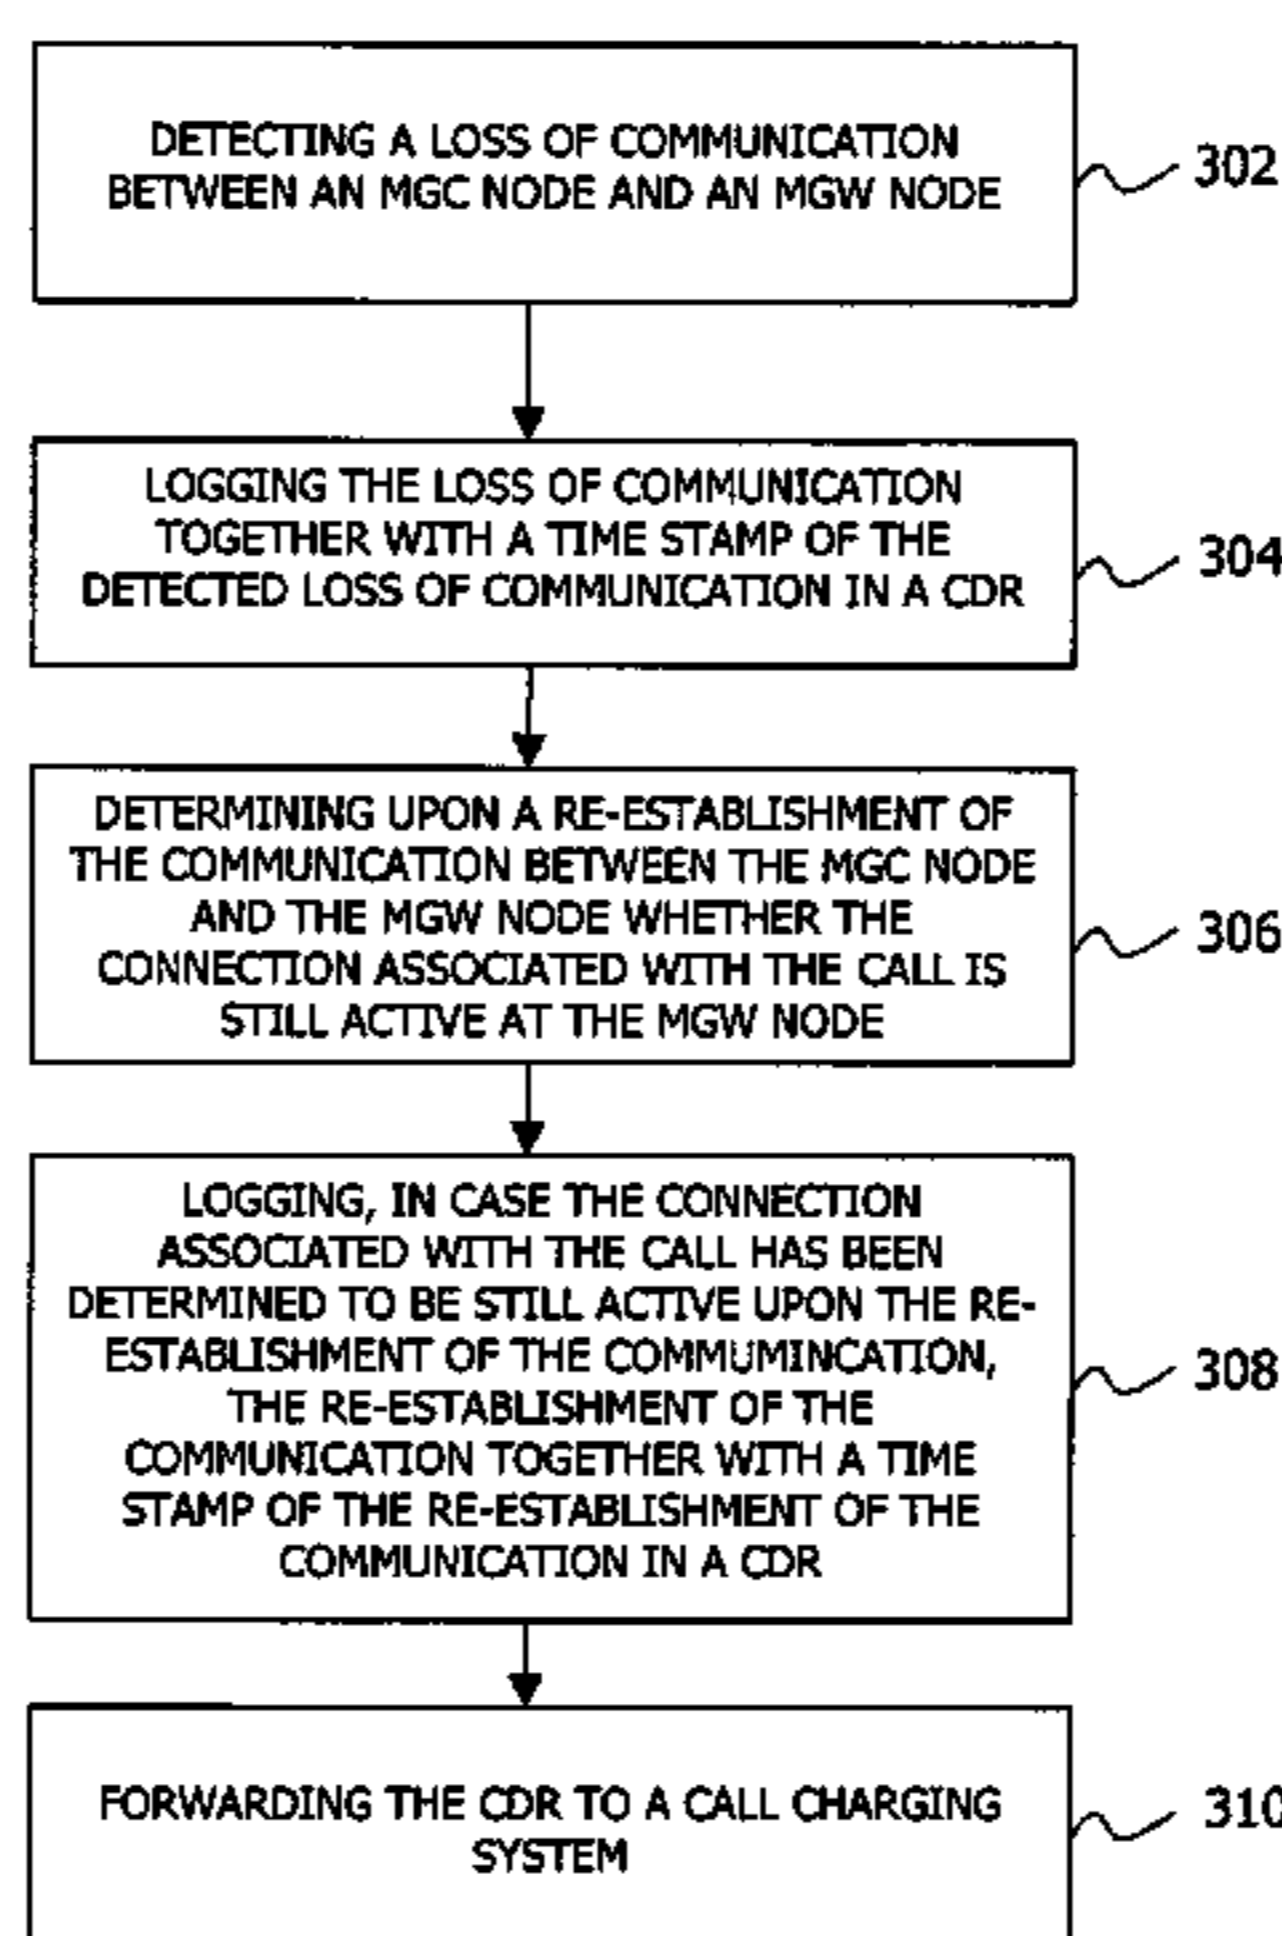 DETECTING A LOSS OF COMMUNICATION
BETWEEN AN MGC NODE AND AN MGW NODE
302
LOGGING THE LOSS OF COMMUNICATION
TOGETHER WITH A TIME STAMP OF THE
DETECTED LOSS OF COMMUNICATION IN A CDR
304
DETERMINING UPON A RE-ESTABLISHMENT OF
THE COMMUNICATION BETWEEN THE MGC NODE
AND THE MGW NODE WHETHER THE
CONNECTION ASSOCIATED WITH THE CALL IS
STILL ACTIVE AT THE MGW NODE
306
LOGGING, IN CASE THE CONNECTION
ASSOCIATED WITH THE CALL HAS BEEN
DETERMINED TO BE STILL ACTIVE UPON THE RE-
ESTABLISHMENT OF THE COMMUMINCATION,
THE RE-ESTABLISHMENT OF THE
COMMUNICATION TOGETHER WITH A TIME
STAMP OF THE RE-ESTABLISHMENT OF THE
COMMUNICATION IN A CDR
308
FORWARDING THE CDR TO A CALL CHARGING
SYSTEM
310